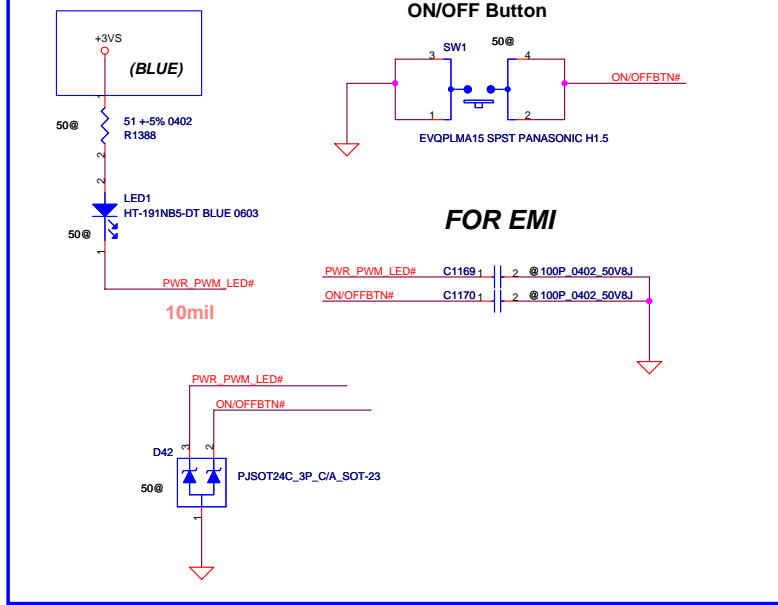 ON/OFF Button
+3VS
(BLUE)
1
50@
51 +-5% 0402
R1388
2
2
LED1
HT-191NB5-DT BLUE 0603
50@
1
PWR_PWM_LED#
10mil
SW1
50@
3
4
1
2
ON/OFFBTN#
EVQPLMA15 SPST PANASONIC H1.5
FOR EMI
PWR_PWM_LED# C1169 1 2 @100P_0402_50V8J
ON/OFFBTN# C1170 1 2 @100P_0402_50V8J
PWR_PWM_LED#
ON/OFFBTN#
D42
3
2
50@
PJSOT24C_3P_C/A_SOT-23
1